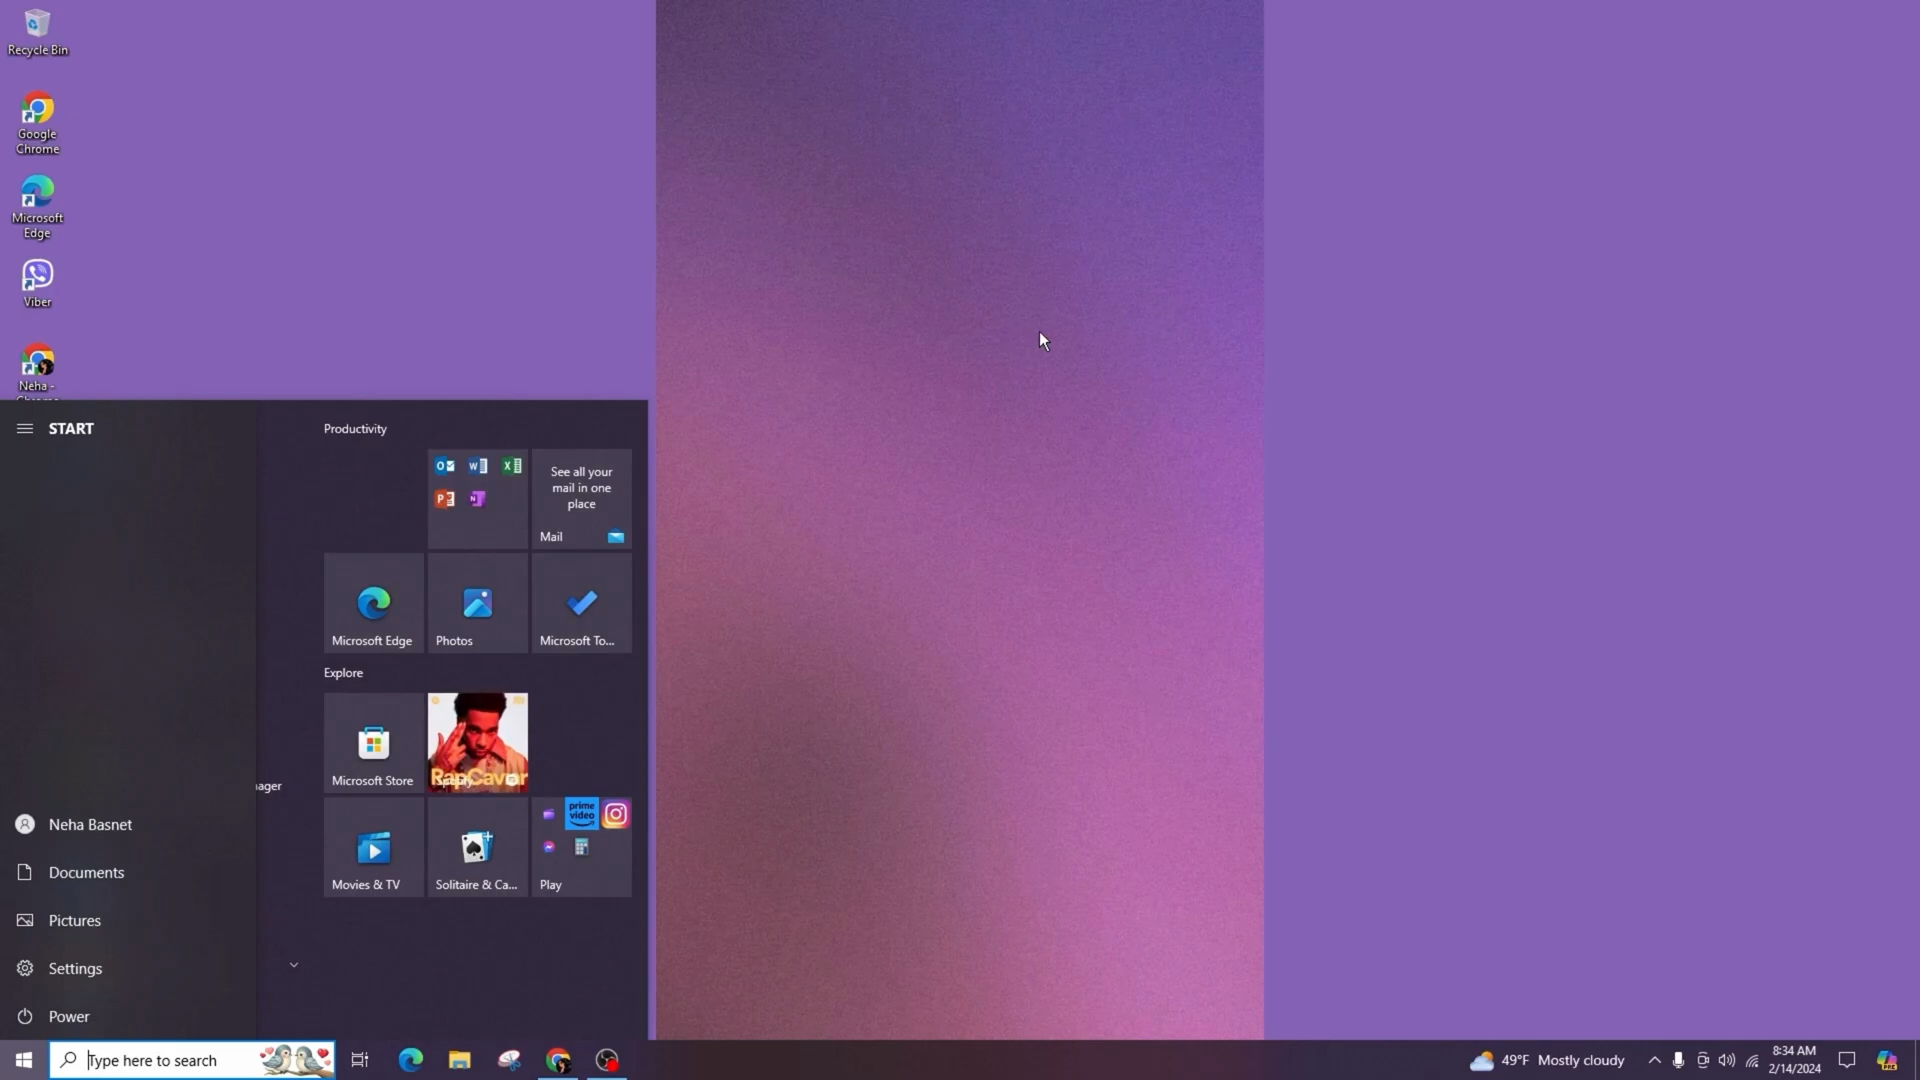 Recycle Bin
Google
Chrome
Microsoft
Edge
Viber
Neha -
START
Productivity
See all your
mail in one
place
Mail
Microsoft Edge
Photos
Microsoft To...
Explore
Microsoft Store
RapCaviar
Movies & TV
Solitaire & Ca...
prime
video
Play
ager
Neha Basnet
Documents
Pictures
Settings
Power
Type here to search
49°F Mostly cloudy
8:34 AM
2/14/2024